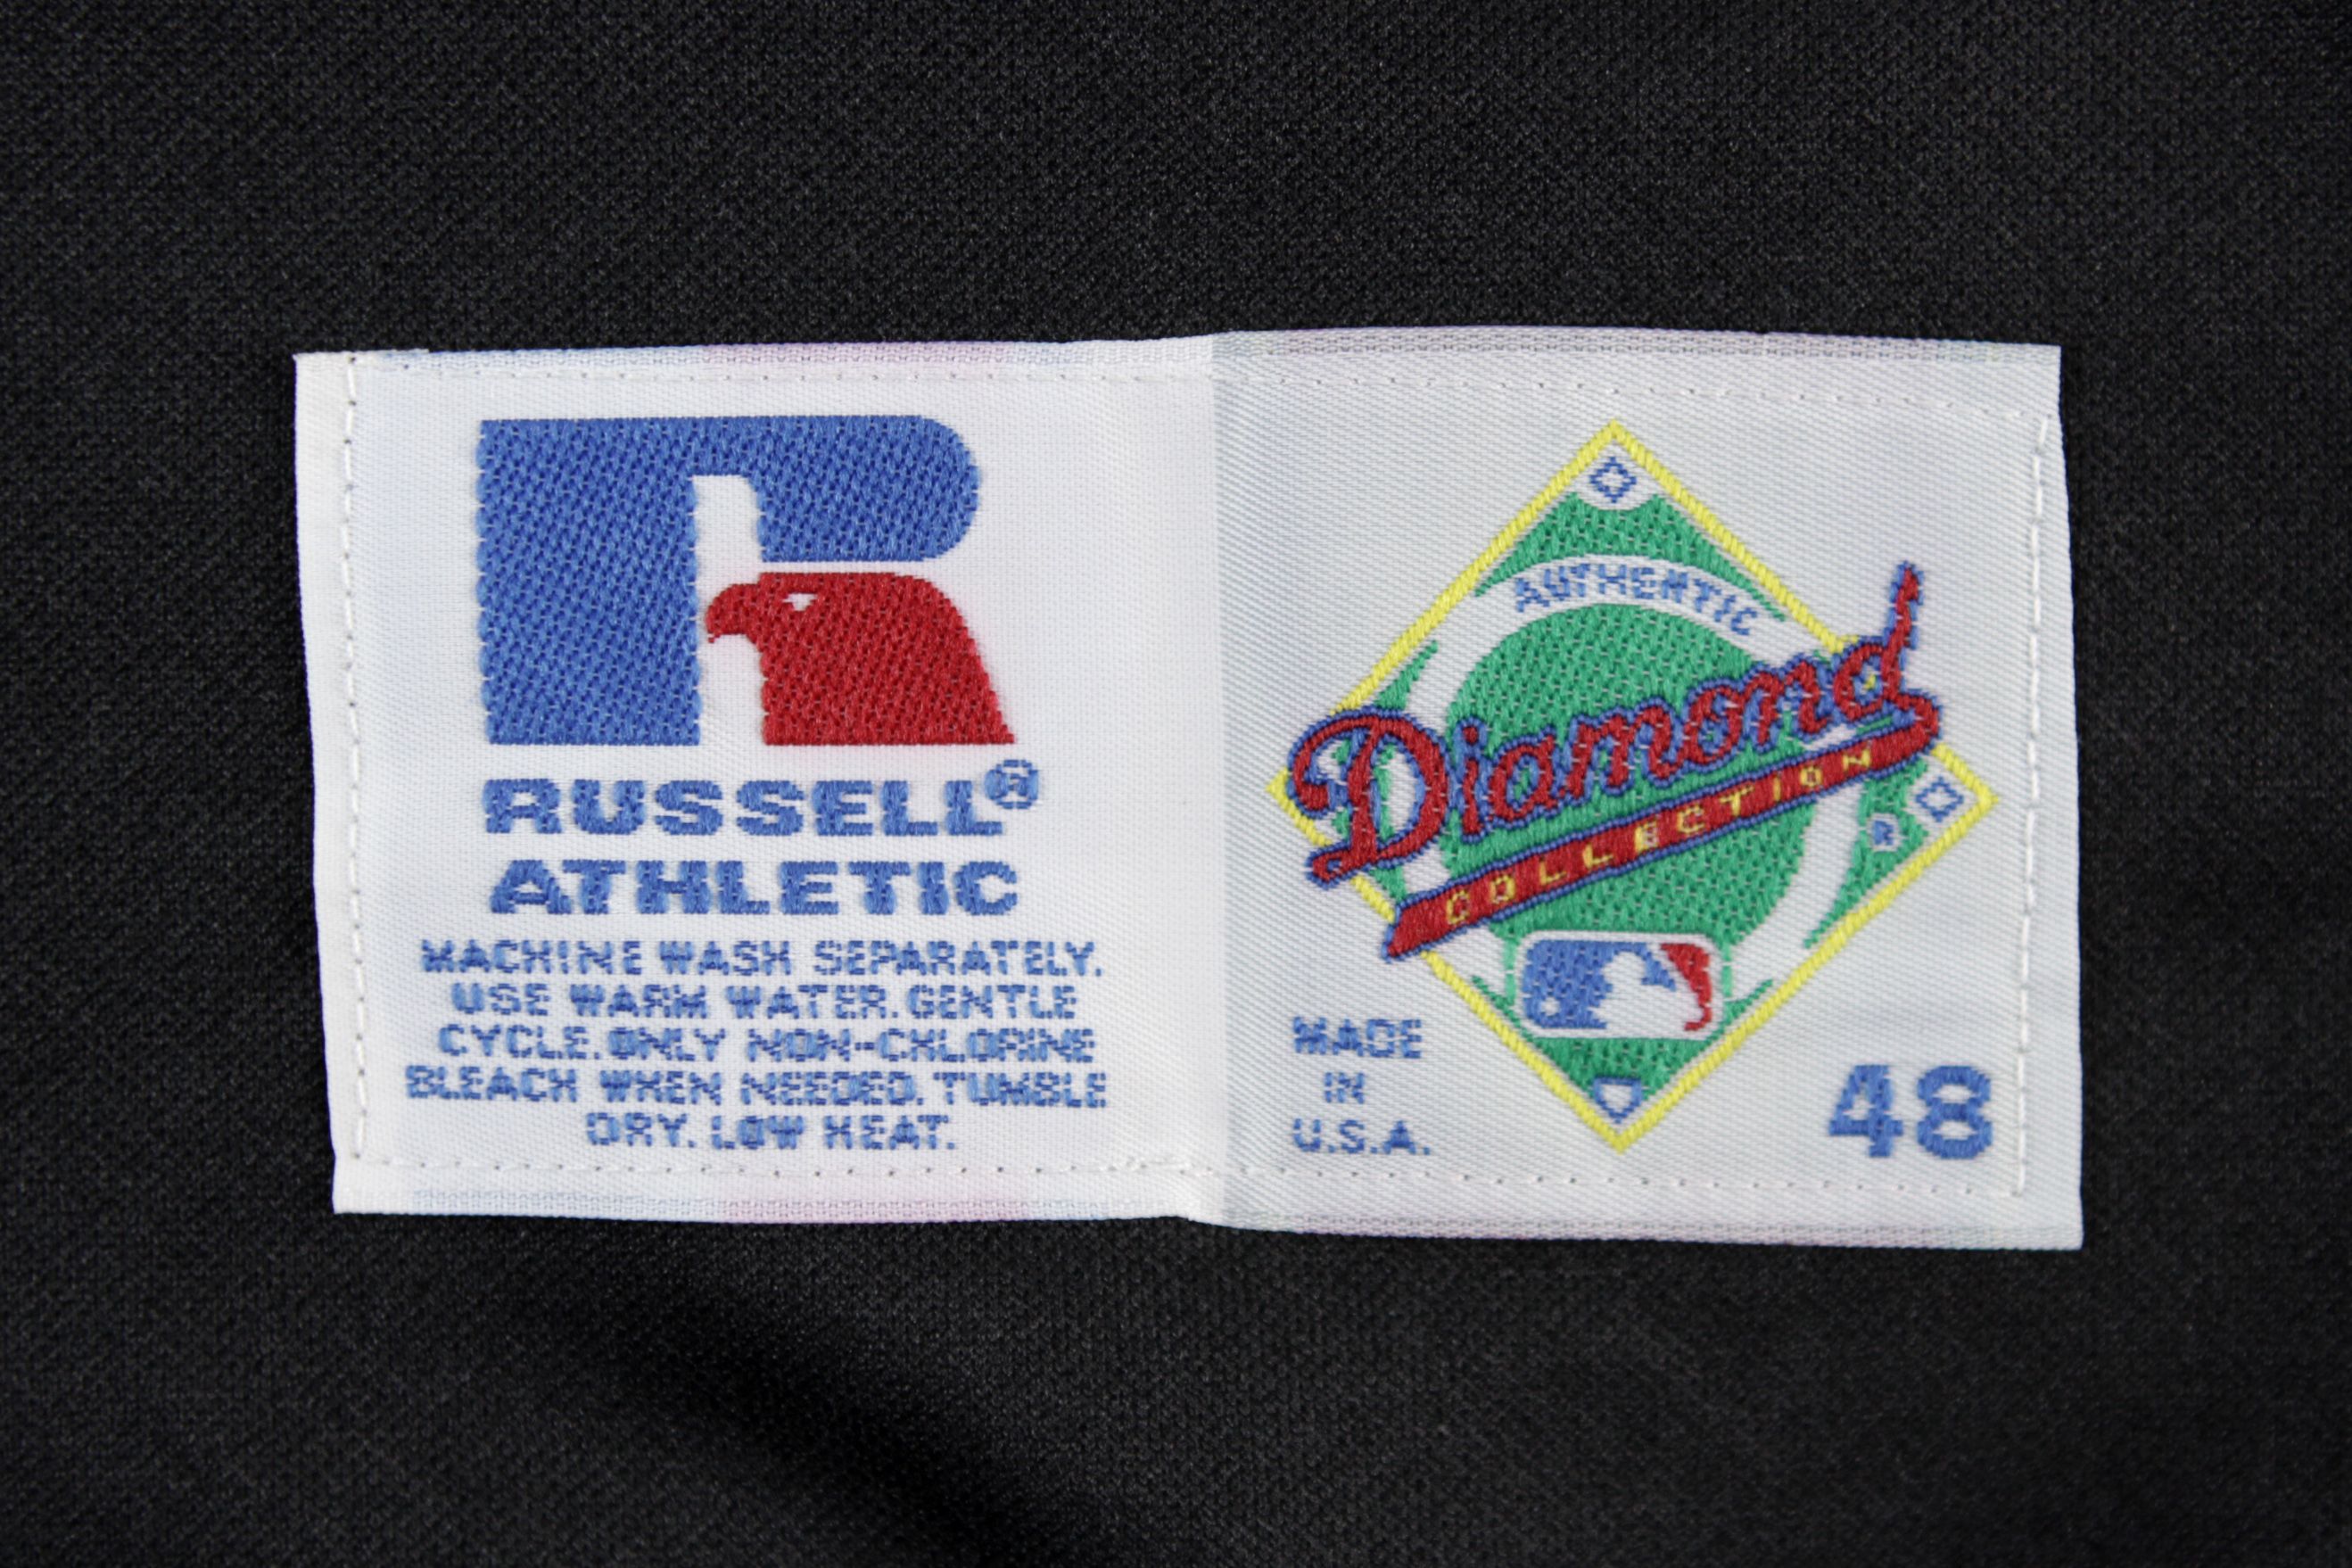 RUSSELL®
ATHLETIC
MACHINE WASH SEPARATELY.
USE WARM WATER. GENTLE
CYCLE. ONLY NON-CHLORINE
BLEACH WHEN NEEDED. TUMBLE
DRY. LOW HEAT.
AUTHENTIC
Diamond
COLLECTION
®
MADE
IN
U.S.A.
48